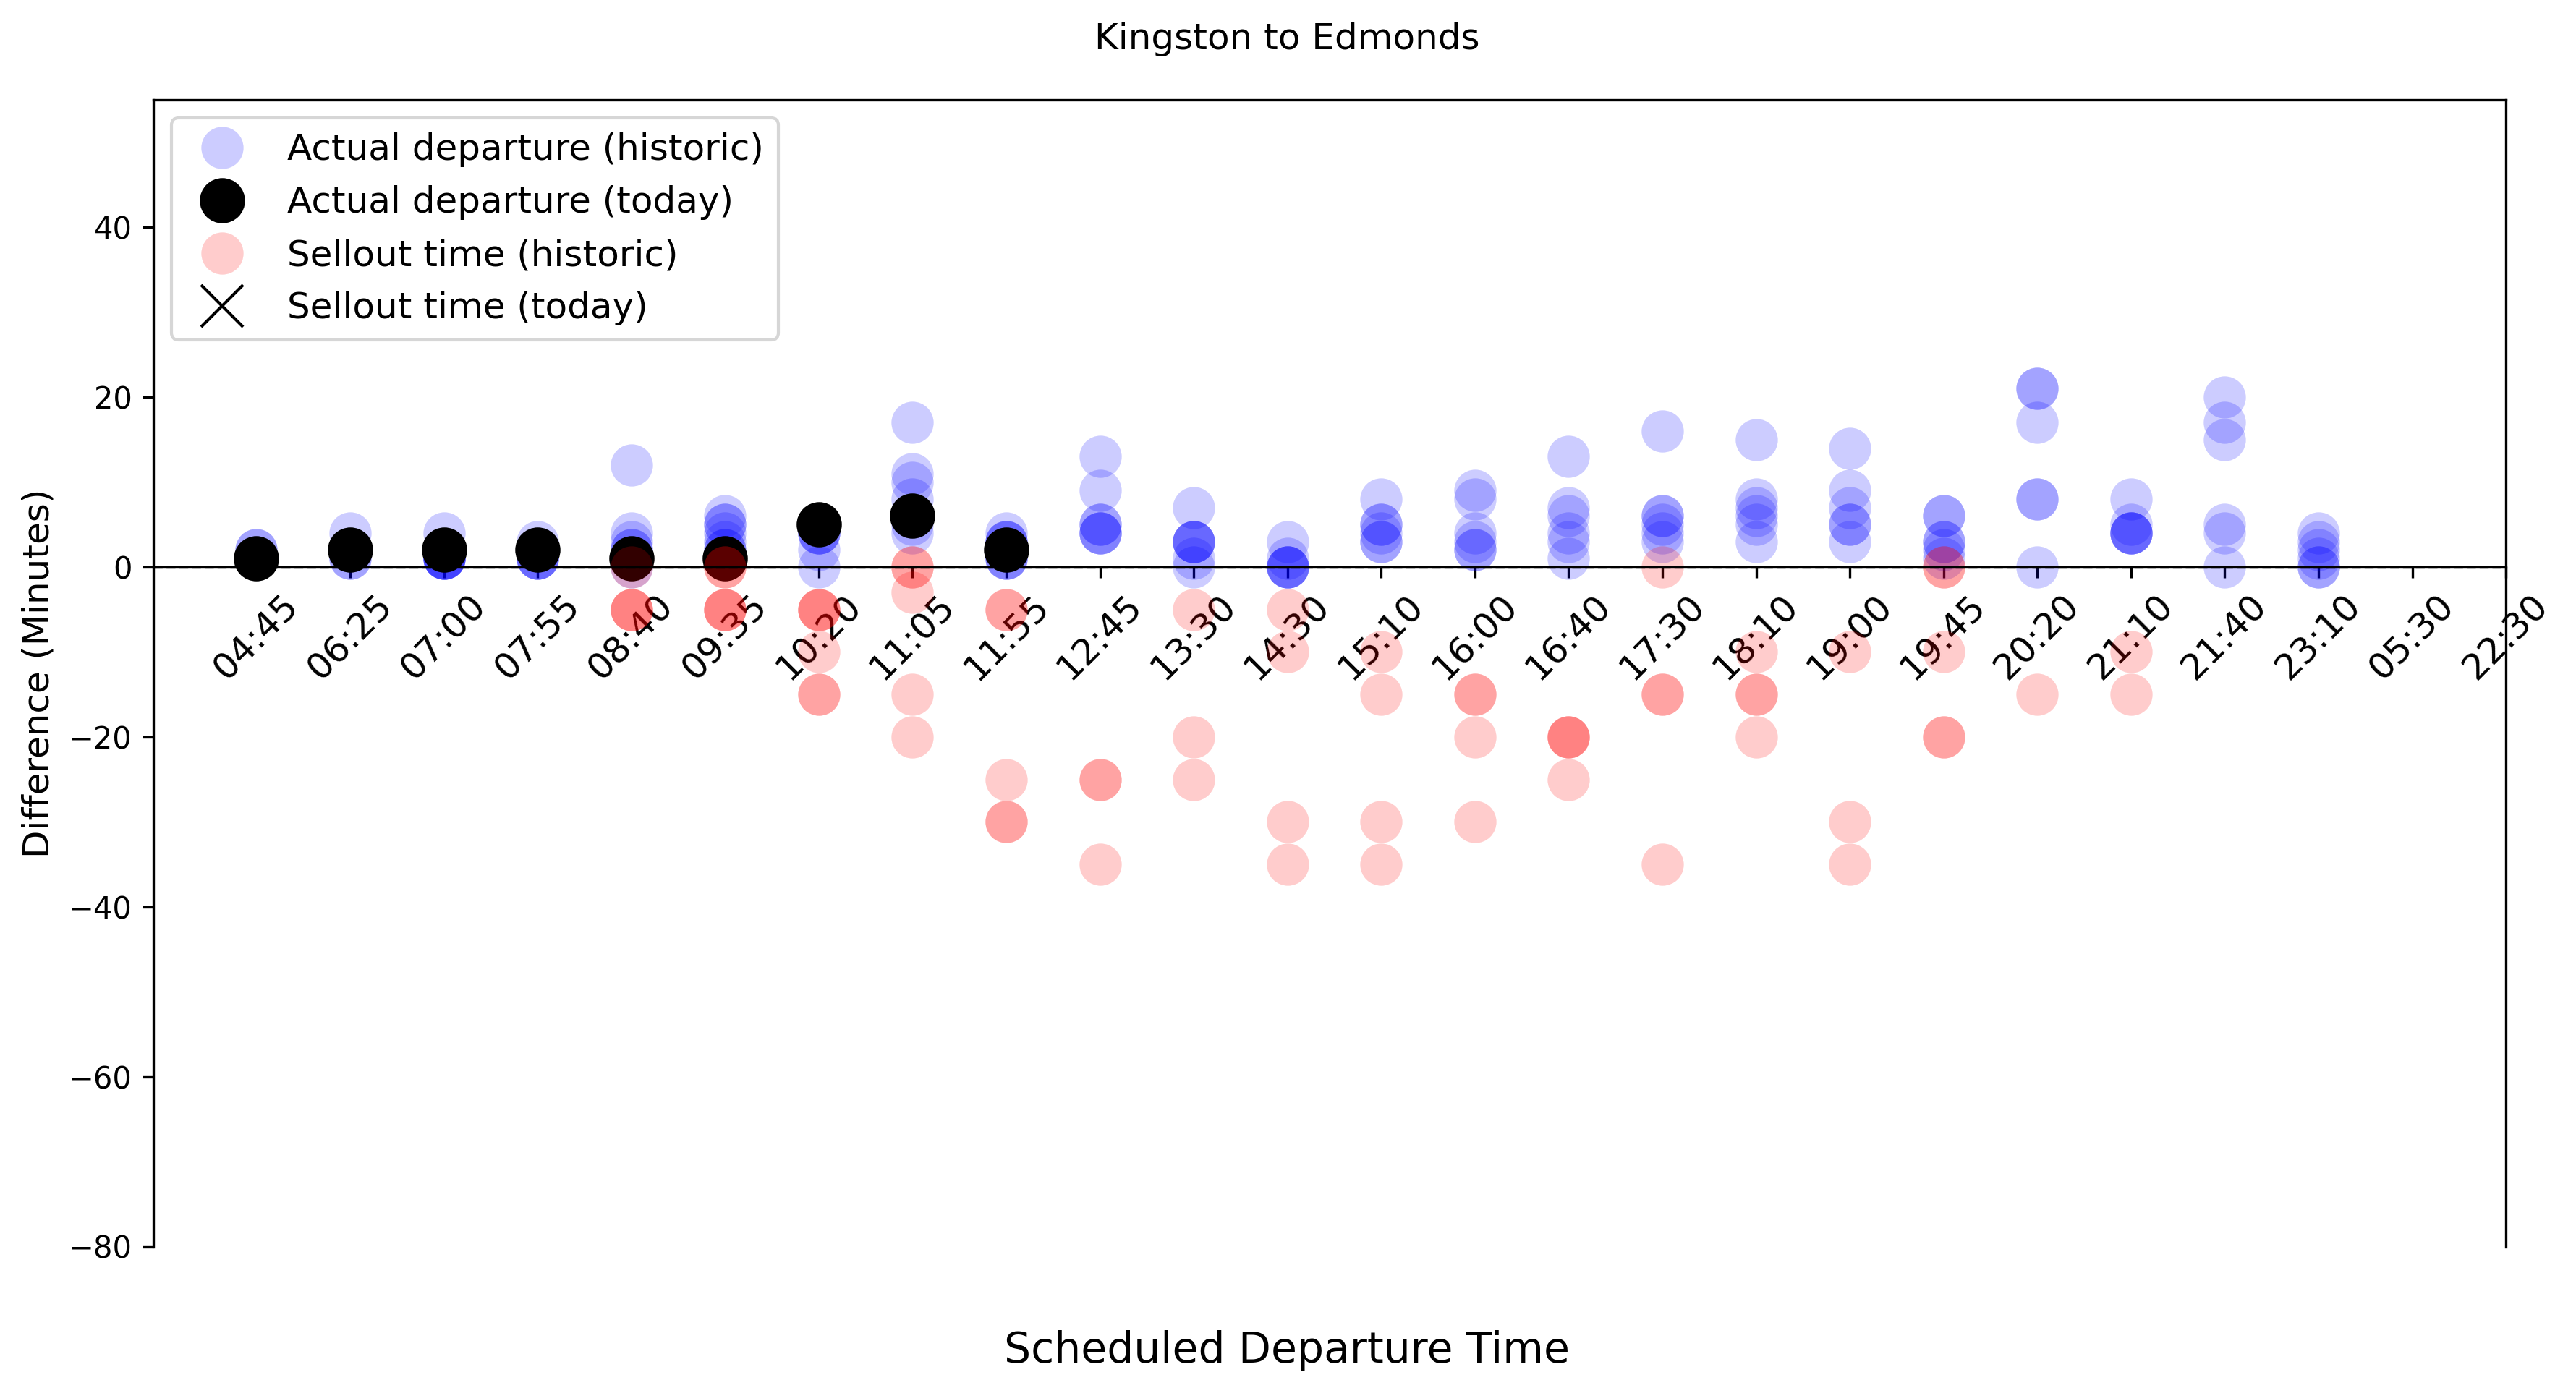 Kingston to Edmonds
Actual departure (historic)
Actual departure (today)
Sellout time (historic)
Sellout time (today)
Difference (Minutes)
40
20
0
−20
−40
−60
−80
04:45 06:25 07:00 07:55 08:40 09:35 10:20 11:05 11:55 12:45 13:30 14:30 15:10 16:00 16:40 17:30 18:10 19:00 19:45 20:20 21:10 21:40 23:10 05:30 22:30
Scheduled Departure Time